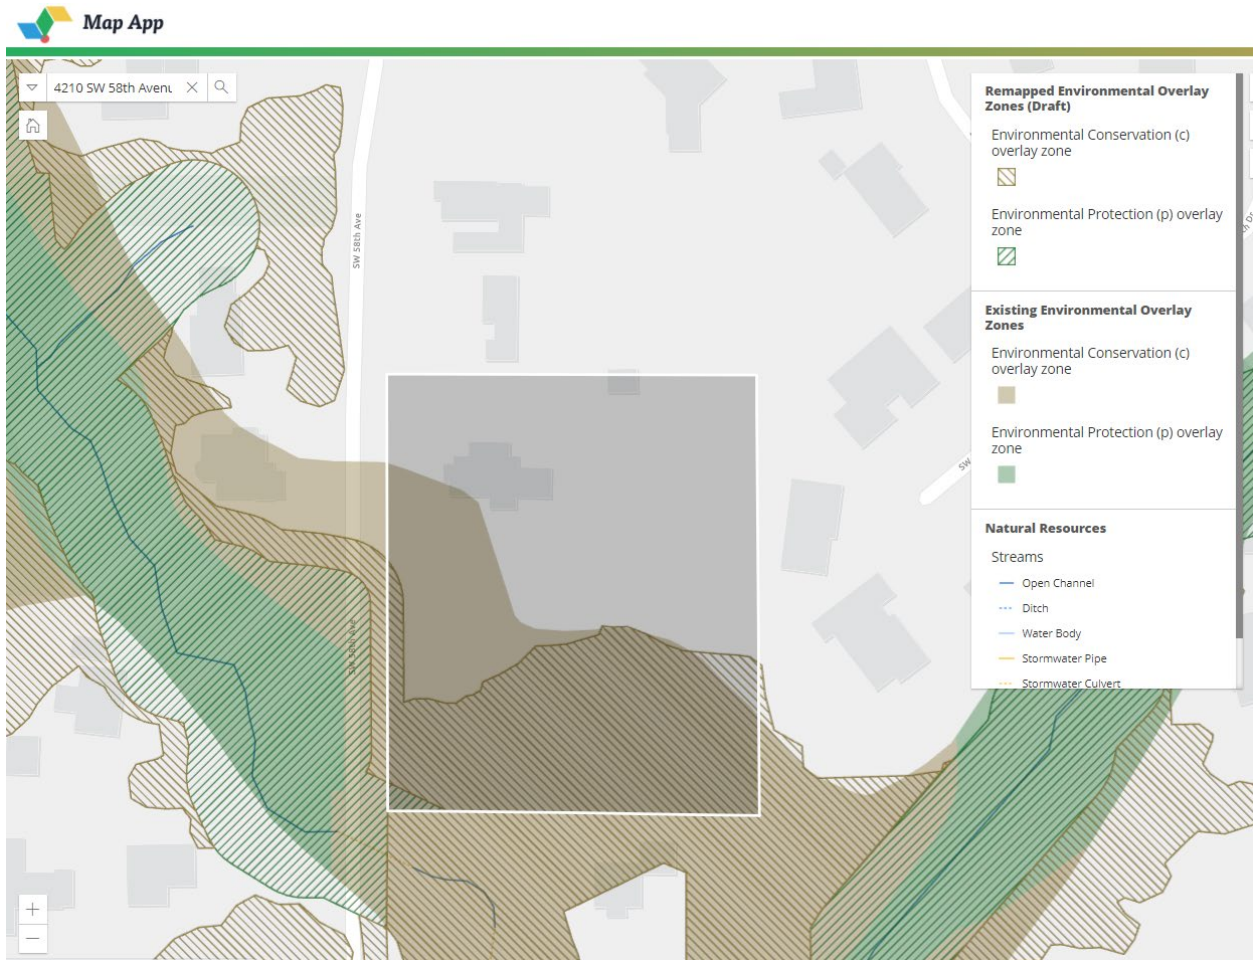 Map App
4210 SW 58th Avenu
SW 58th Ave
SW 58th Ave
SW
Remapped Environmental Overlay
Zones (Draft)
Environmental Conservation (c)
overlay zone
Environmental Protection (p) overlay
zone
Existing Environmental Overlay
Zones
Environmental Conservation (c)
overlay zone
Environmental Protection (p) overlay
zone
Natural Resources
Streams
Open Channel
Ditch
Water Body
Stormwater Pipe
Stormwater Culvert